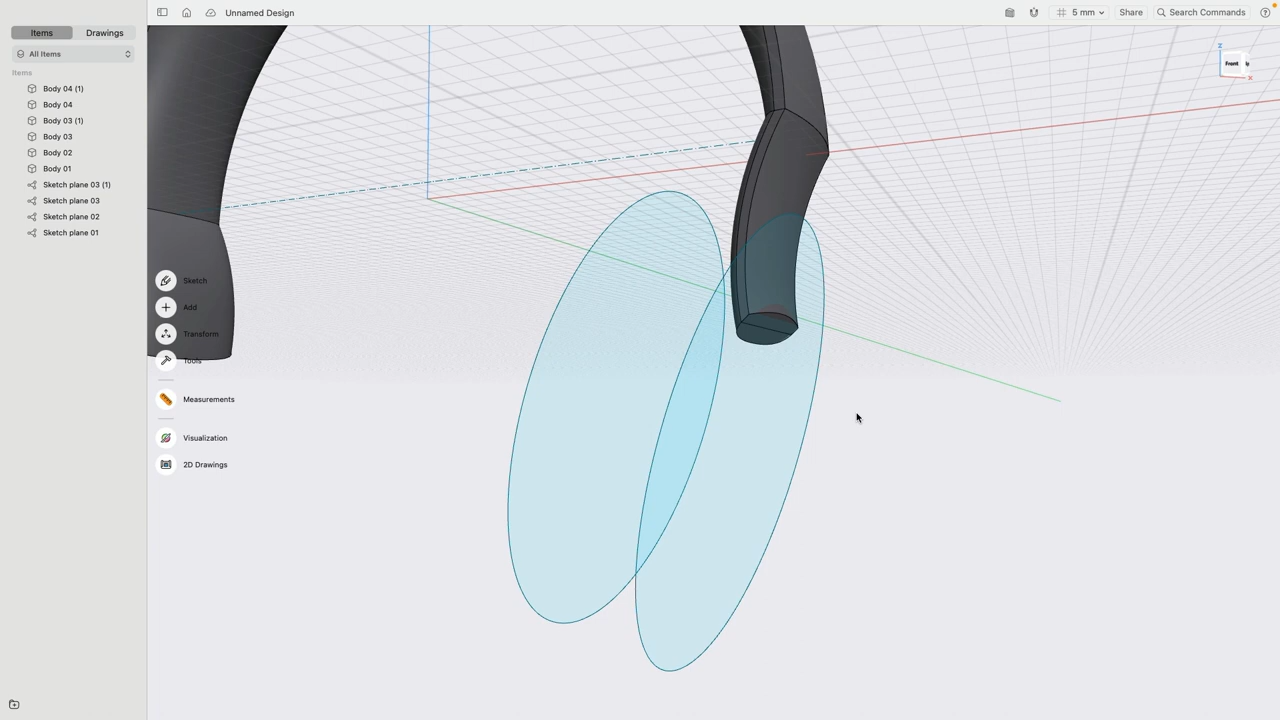 Unnamed Design
5 mm
Share
Search Commands
Items
Drawings
All Items
Items
Body 04 (1)
Body 04
Body 03 (1)
Body 03
Body 02
Body 01
Sketch plane 03 (1)
Sketch plane 03
Sketch plane 02
Sketch plane 01
Z
Front
X
Sketch
Add
Transform
Tools
Measurements
Visualization
2D Drawings